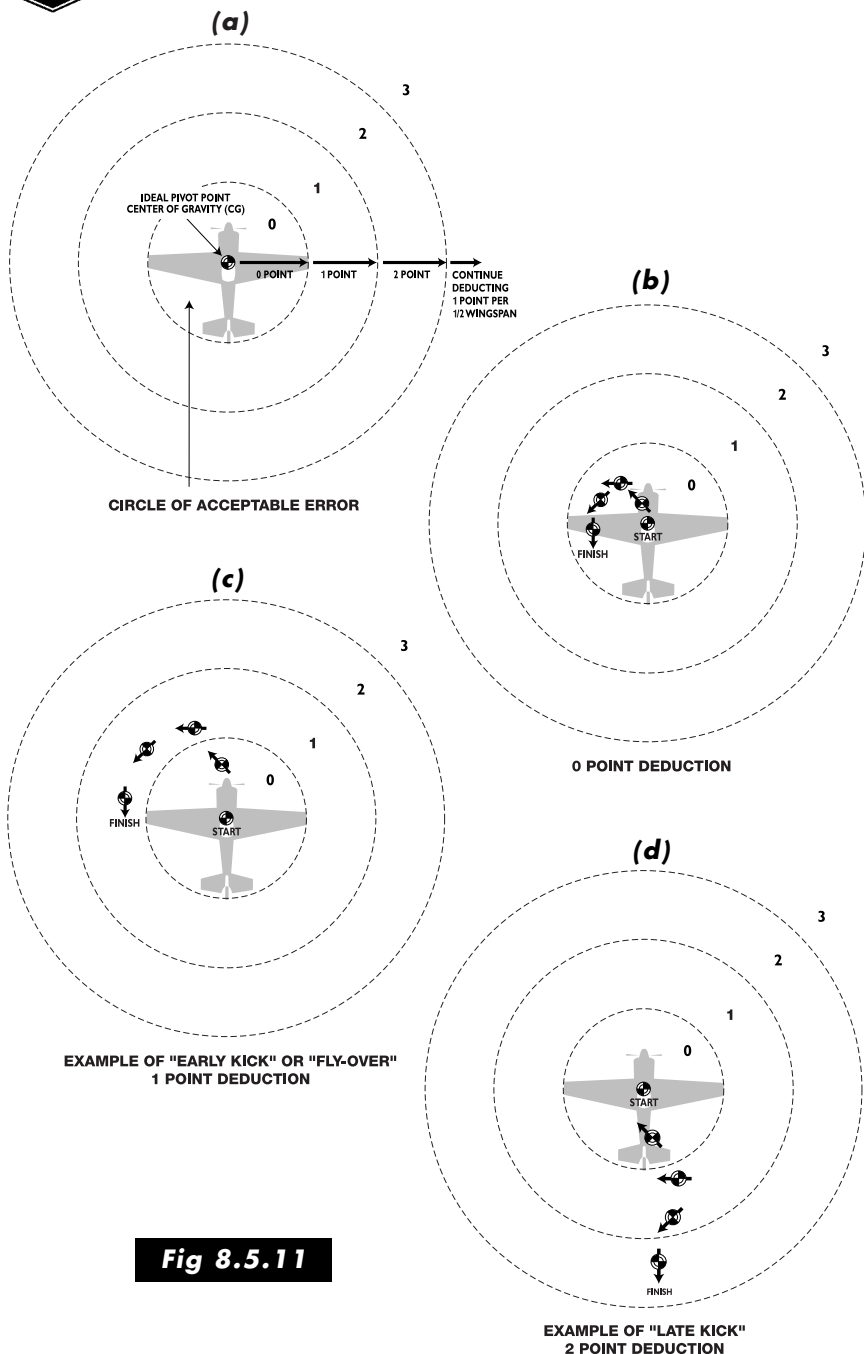 (a)
3
2
1
0
IDEAL PIVOT POINT
CENTER OF GRAVITY (CG)
0 POINT
1 POINT
2 POINT
CONTINUE
DEDUCTING
1 POINT PER
1/2 WINGSPAN
CIRCLE OF ACCEPTABLE ERROR
(b)
3
2
1
0
START
FINISH
0 POINT DEDUCTION
(c)
3
2
1
0
START
FINISH
EXAMPLE OF "EARLY KICK" OR "FLY-OVER"
1 POINT DEDUCTION
(d)
3
2
1
0
START
FINISH
EXAMPLE OF "LATE KICK"
2 POINT DEDUCTION
Fig 8.5.11